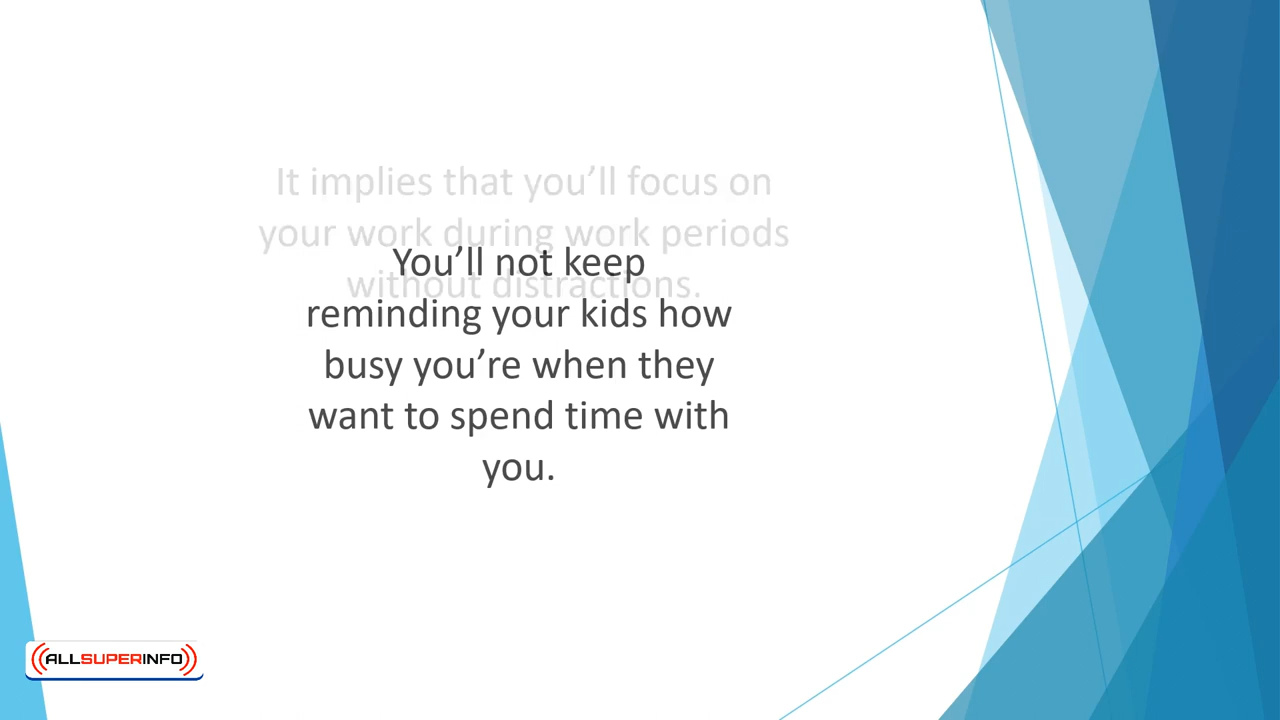 It implies that you’ll focus on
your work during work periods
without distractions.
You’ll not keep
reminding your kids how
busy you’re when they
want to spend time with
you.
ALLSUPERINFO